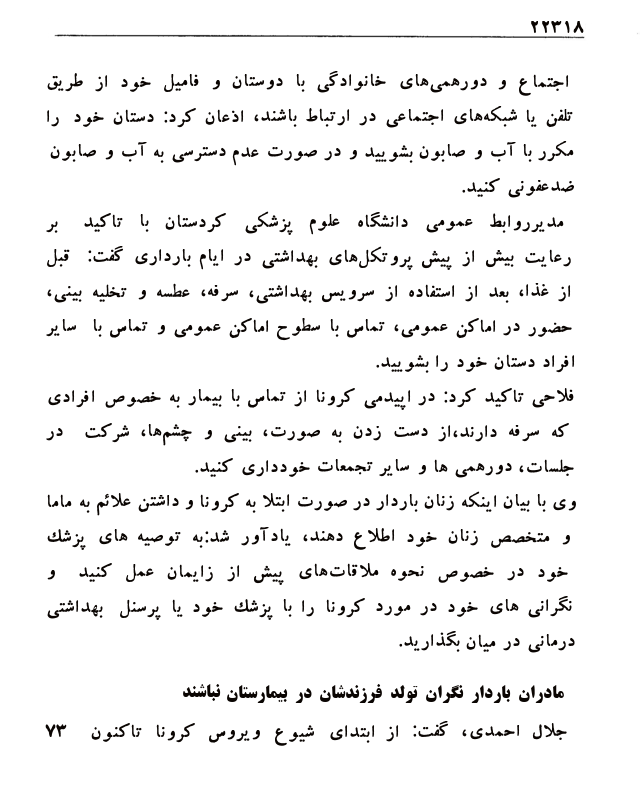 ۲۲۳۱۸
اجتماع و دورهمی‌های خانوادگی با دوستان و فامیل خود از طریق
تلفن یا شبکه‌های اجتماعی در ارتباط باشند، اذعان کرد: دستان خود را
مکرر با آب و صابون بشویید و در صورت عدم دسترسی به آب و صابون
ضدعفونی کنید.
مدیرروابط عمومی دانشگاه علوم پزشکی کردستان با تاکید بر
رعایت بیش از پیش پروتکل‌های بهداشتی در ایام بارداری گفت: قبل
از غذا، بعد از استفاده از سرویس بهداشتی، سرفه، عطسه و تخلیه بینی،
حضور در اماکن عمومی، تماس با سطوح اماکن عمومی و تماس با سایر
افراد دستان خود را بشویید.
فلاحی تاکید کرد: در اپیدمی کرونا از تماس با بیمار به خصوص افرادی
که سرفه دارند،از دست زدن به صورت، بینی و چشم‌ها، شرکت در
جلسات، دورهمی ها و سایر تجمعات خودداری کنید.
وی با بیان اینکه زنان باردار در صورت ابتلا به کرونا و داشتن علائم به ماما
و متخصص زنان خود اطلاع دهند، یادآور شد:به توصیه های پزشك
خود در خصوص نحوه ملاقات‌های پیش از زایمان عمل کنید و
نگرانی های خود در مورد کرونا را با پزشك خود یا پرسنل بهداشتی
درمانی در میان بگذارید.
مادران باردار نگران تولد فرزندشان در بیمارستان نباشند
جلال احمدی، گفت: از ابتدای شیوع ویروس کرونا تاکنون ۷۳